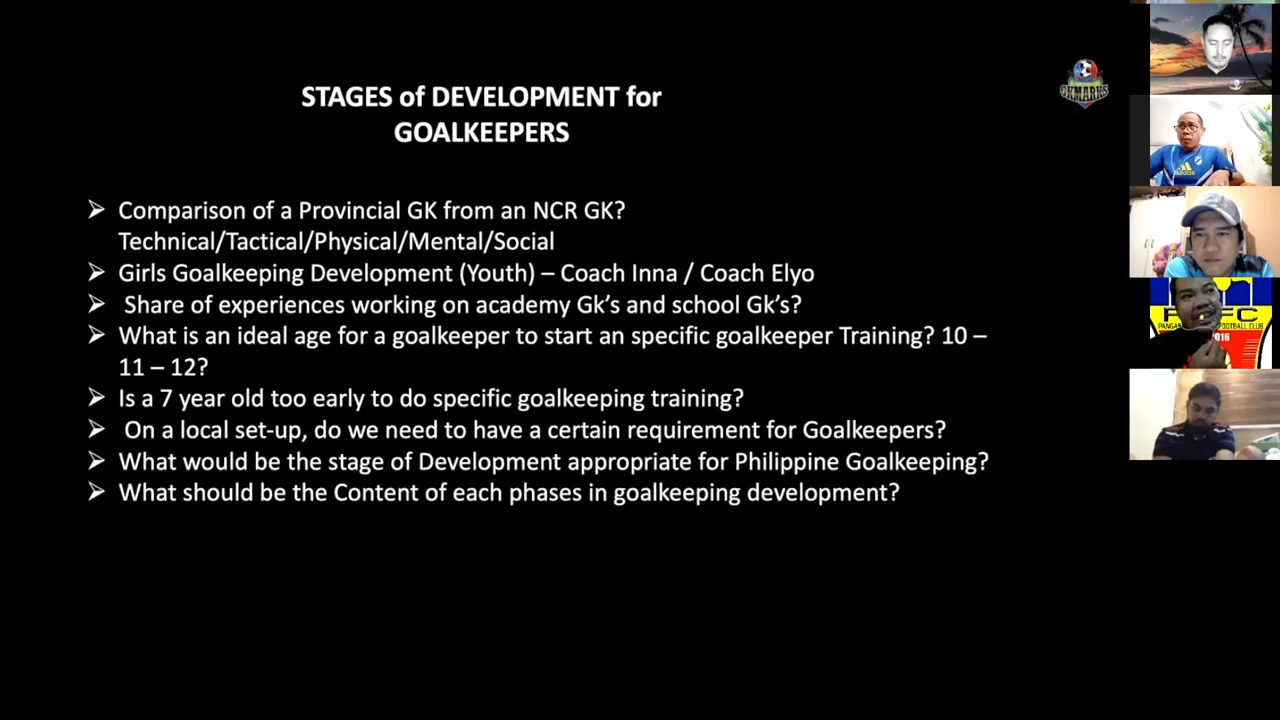 STAGES of DEVELOPMENT for
GOALKEEPERS
GKMARKS
➢ Comparison of a Provincial GK from an NCR GK?
Technical/Tactical/Physical/Mental/Social
➢ Girls Goalkeeping Development (Youth) – Coach Inna / Coach Elyo
➢ Share of experiences working on academy Gk's and school Gk's?
➢ What is an ideal age for a goalkeeper to start an specific goalkeeper Training? 10 –
11 – 12?
➢ Is a 7 year old too early to do specific goalkeeping training?
➢ On a local set-up, do we need to have a certain requirement for Goalkeepers?
➢ What would be the stage of Development appropriate for Philippine Goalkeeping?
➢ What should be the Content of each phases in goalkeeping development?
adidas
FC
FOOTBALL CLUB